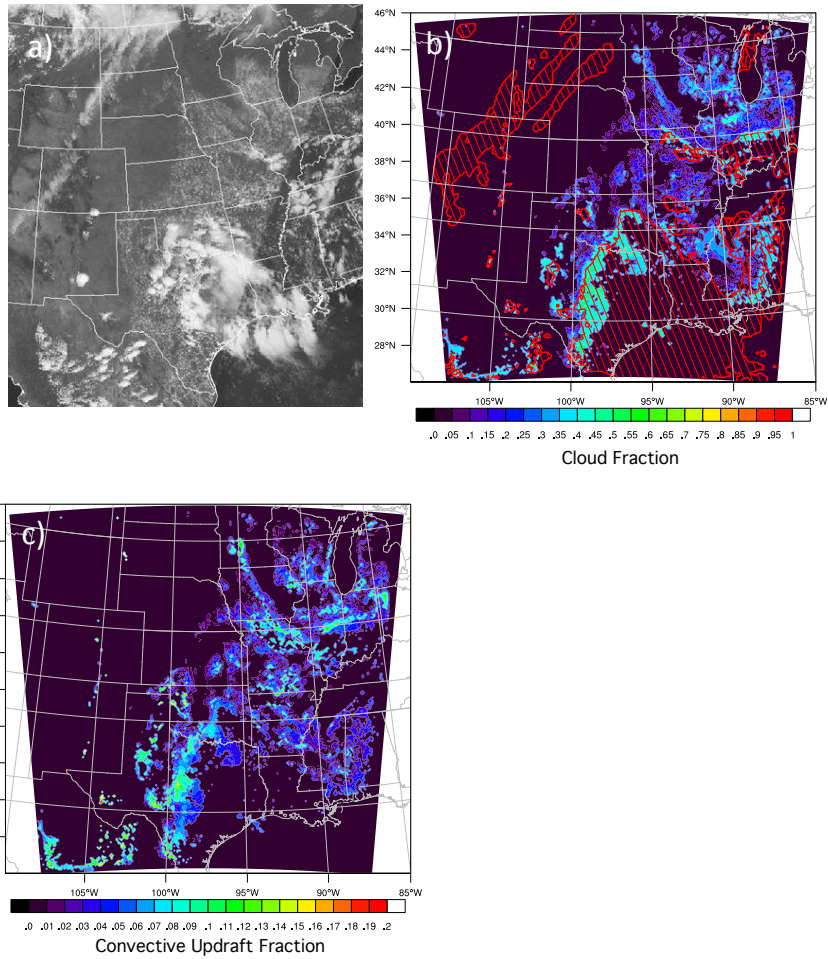 a)
b)
46°N
44°N
42°N
40°N
38°N
36°N
34°N
32°N
30°N
28°N
105°W 100°W 95°W 90°W 85°W
.0 .05 .1 .15 .2 .25 .3 .35 .4 .45 .5 .55 .6 .65 .7 .75 .8 .85 .9 .95 1
Cloud Fraction
c)
105°W 100°W 95°W 90°W 85°W
.0 .01 .02 .03 .04 .05 .06 .07 .08 .09 .1 .11 .12 .13 .14 .15 .16 .17 .18 .19 .2
Convective Updraft Fraction